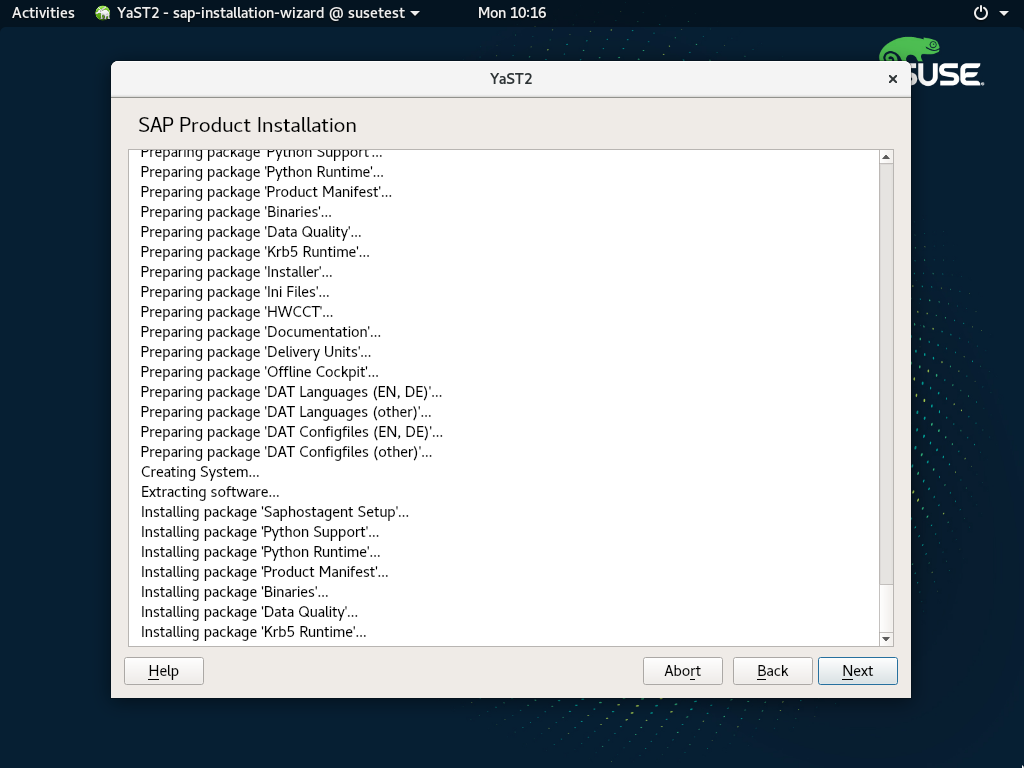 Activities YaST2 - sap-installation-wizard @ susetest Mon 10:16
SUSE
YaST2
SAP Product Installation
Preparing package 'Python Support'...
Preparing package 'Python Runtime'...
Preparing package 'Product Manifest'...
Preparing package 'Binaries'...
Preparing package 'Data Quality'...
Preparing package 'Krb5 Runtime'...
Preparing package 'Installer'...
Preparing package 'Ini Files'...
Preparing package 'HWCCT'...
Preparing package 'Documentation'...
Preparing package 'Delivery Units'...
Preparing package 'Offline Cockpit'...
Preparing package 'DAT Languages (EN, DE)'...
Preparing package 'DAT Languages (other)'...
Preparing package 'DAT Configfiles (EN, DE)'...
Preparing package 'DAT Configfiles (other)'...
Creating System...
Extracting software...
Installing package 'Saphostagent Setup'...
Installing package 'Python Support'...
Installing package 'Python Runtime'...
Installing package 'Product Manifest'...
Installing package 'Binaries'...
Installing package 'Data Quality'...
Installing package 'Krb5 Runtime'...
Help Abort Back Next